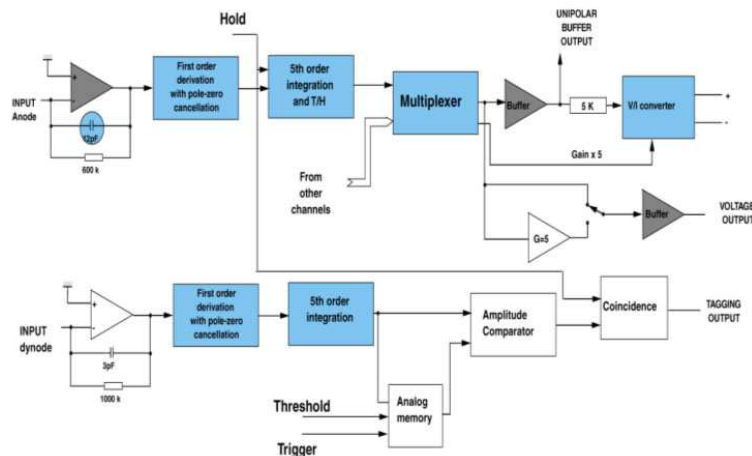 Hold
UNIPOLAR
BUFFER
OUTPUT
+
-
INPUT
Anode
12pF
600 k
First order
derivation
with pole-zero
cancellation
5th order
integration
and T/H
Multiplexer
Buffer
5 K
V/I converter
+
-
Gain x 5
From
other
channels
G=5
Buffer
VOLTAGE
OUTPUT
+
-
INPUT
dynode
3pF
1000 k
First order
derivation
with pole-zero
cancellation
5th order
integration
Amplitude
Comparator
Coincidence
TAGGING
OUTPUT
Threshold
Trigger
Analog
memory